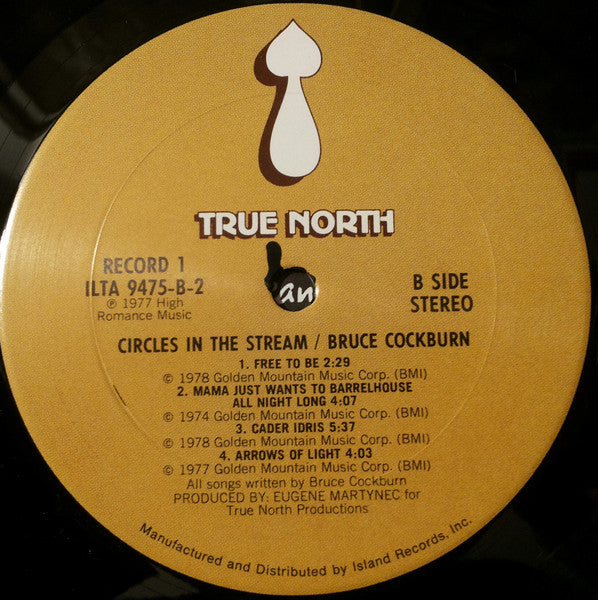 TRUE NORTH
RECORD 1
ILTA 9475-B-2
℗ 1977 High
Romance Music
an
B SIDE
STEREO
CIRCLES IN THE STREAM / BRUCE COCKBURN
1. FREE TO BE 2:29
© 1978 Golden Mountain Music Corp. (BMI)
2. MAMA JUST WANTS TO BARRELHOUSE
ALL NIGHT LONG 4:07
© 1974 Golden Mountain Music Corp. (BMI)
3. CADER IDRIS 5:37
© 1978 Golden Mountain Music Corp. (BMI)
4. ARROWS OF LIGHT 4:03
© 1977 Golden Mountain Music Corp. (BMI)
All songs written by Bruce Cockburn
PRODUCED BY: EUGENE MARTYNEC for
True North Productions
Manufactured and Distributed by Island Records, Inc.